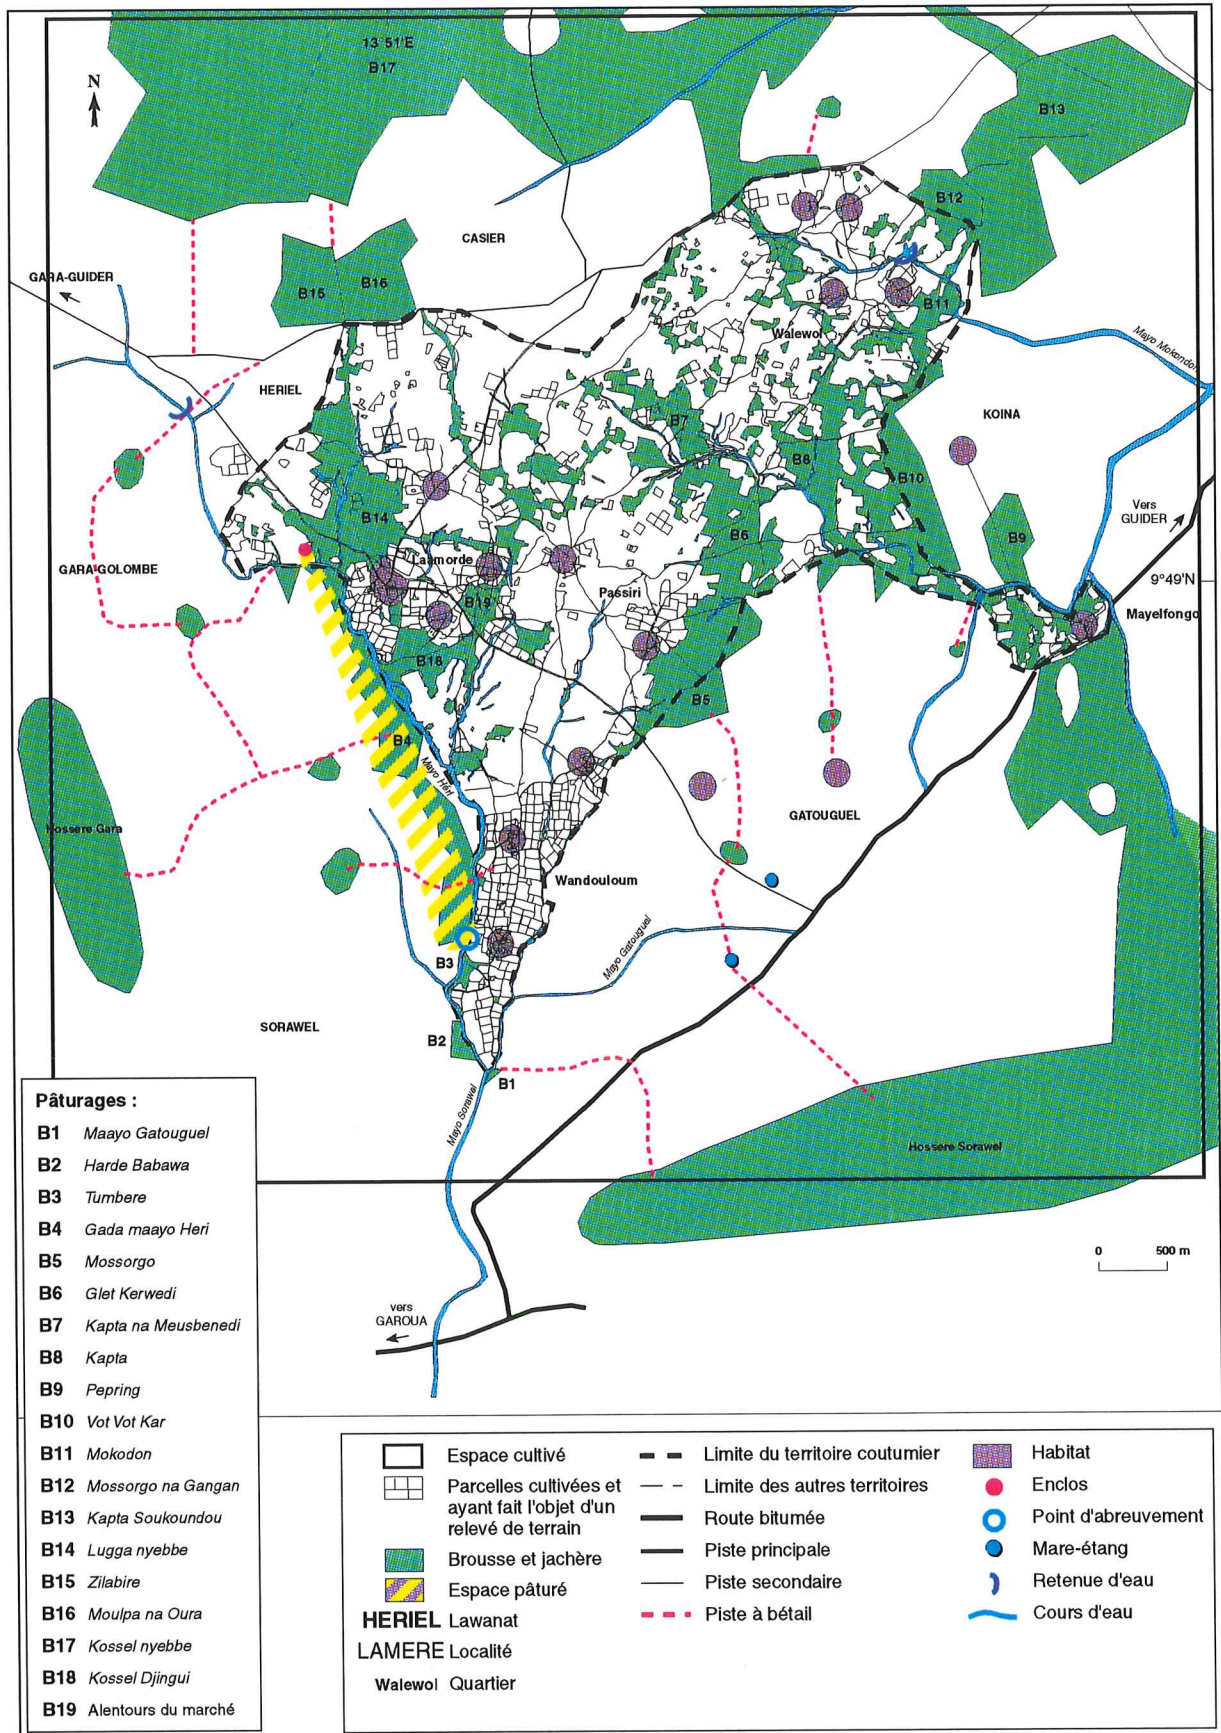 13°51'E
B17
N
B13
B12
CASIER
GARA-GUIDER
B15
B16
B11
Walewol
Mayo Mokondon
HERIEL
KOINA
B7
B8
B10
Vers
GUIDER
B14
B9
B6
Laamorde
GARA-GOLOMBE
9°49'N
Passiri
B19
Mayelfongo
B18
B5
B4
Mayo Héri
Hossere Gara
GATOUGUEL
Wandouloum
Mayo Gatouguel
B3
SORAWEL
B2
B1
Mayo Sorawel
Hossere Sorawel
0 500 m
vers
GAROUA
Pâturages :
B1 Maayo Gatouguel
B2 Harde Babawa
B3 Tumbere
B4 Gada maayo Heri
B5 Mossorgo
B6 Glet Kerwedi
B7 Kapta na Meusbenedi
B8 Kapta
B9 Pepring
B10 Vot Vot Kar
B11 Mokodon
B12 Mossorgo na Gangan
B13 Kapta Soukoundou
B14 Lugga nyebbe
B15 Zilabire
B16 Moulpa na Oura
B17 Kossel nyebbe
B18 Kossel Djingui
B19 Alentours du marché
Espace cultivé
Parcelles cultivées et
ayant fait l'objet d'un
relevé de terrain
Brousse et jachère
Espace pâturé
HERIEL Lawanat
LAMERE Localité
Walewol Quartier
Limite du territoire coutumier
Limite des autres territoires
Route bitumée
Piste principale
Piste secondaire
Piste à bétail
Habitat
Enclos
Point d'abreuvement
Mare-étang
Retenue d'eau
Cours d'eau